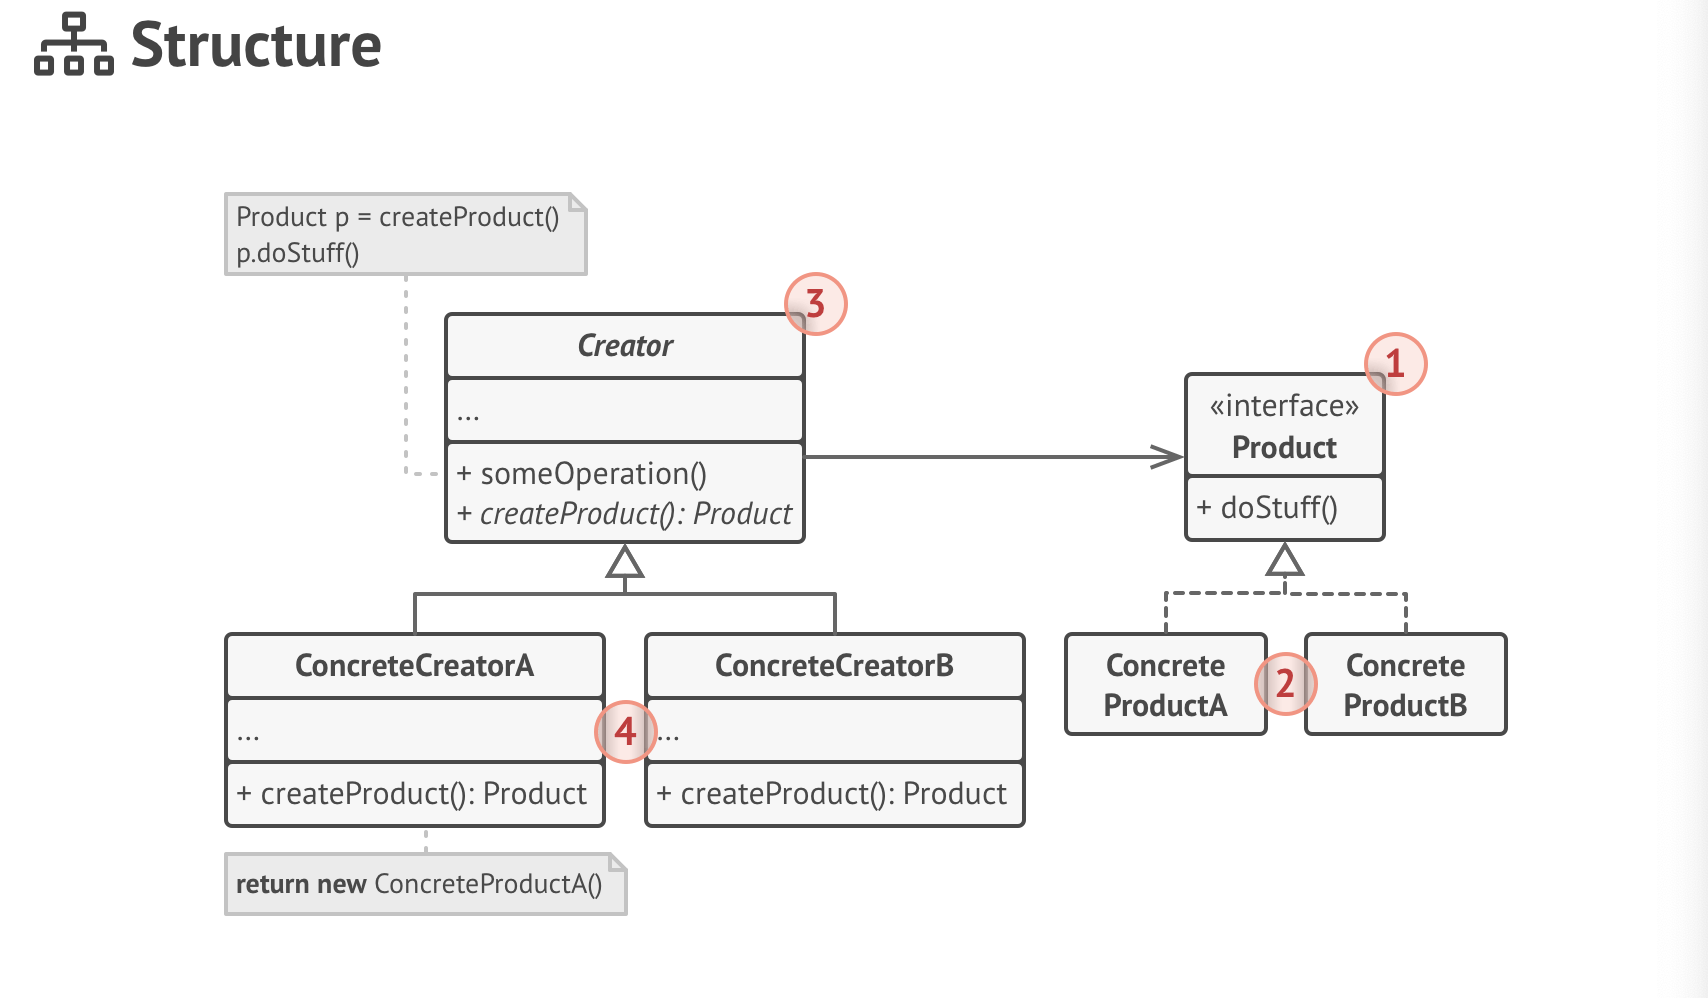 Structure
Product p = createProduct()
p.doStuff()
3
Creator
...
+ someOperation()
+ createProduct(): Product
1
«interface»
Product
+ doStuff()
ConcreteCreatorA
...
+ createProduct(): Product
4
ConcreteCreatorB
...
+ createProduct(): Product
Concrete
ProductA
2
Concrete
ProductB
return new ConcreteProductA()